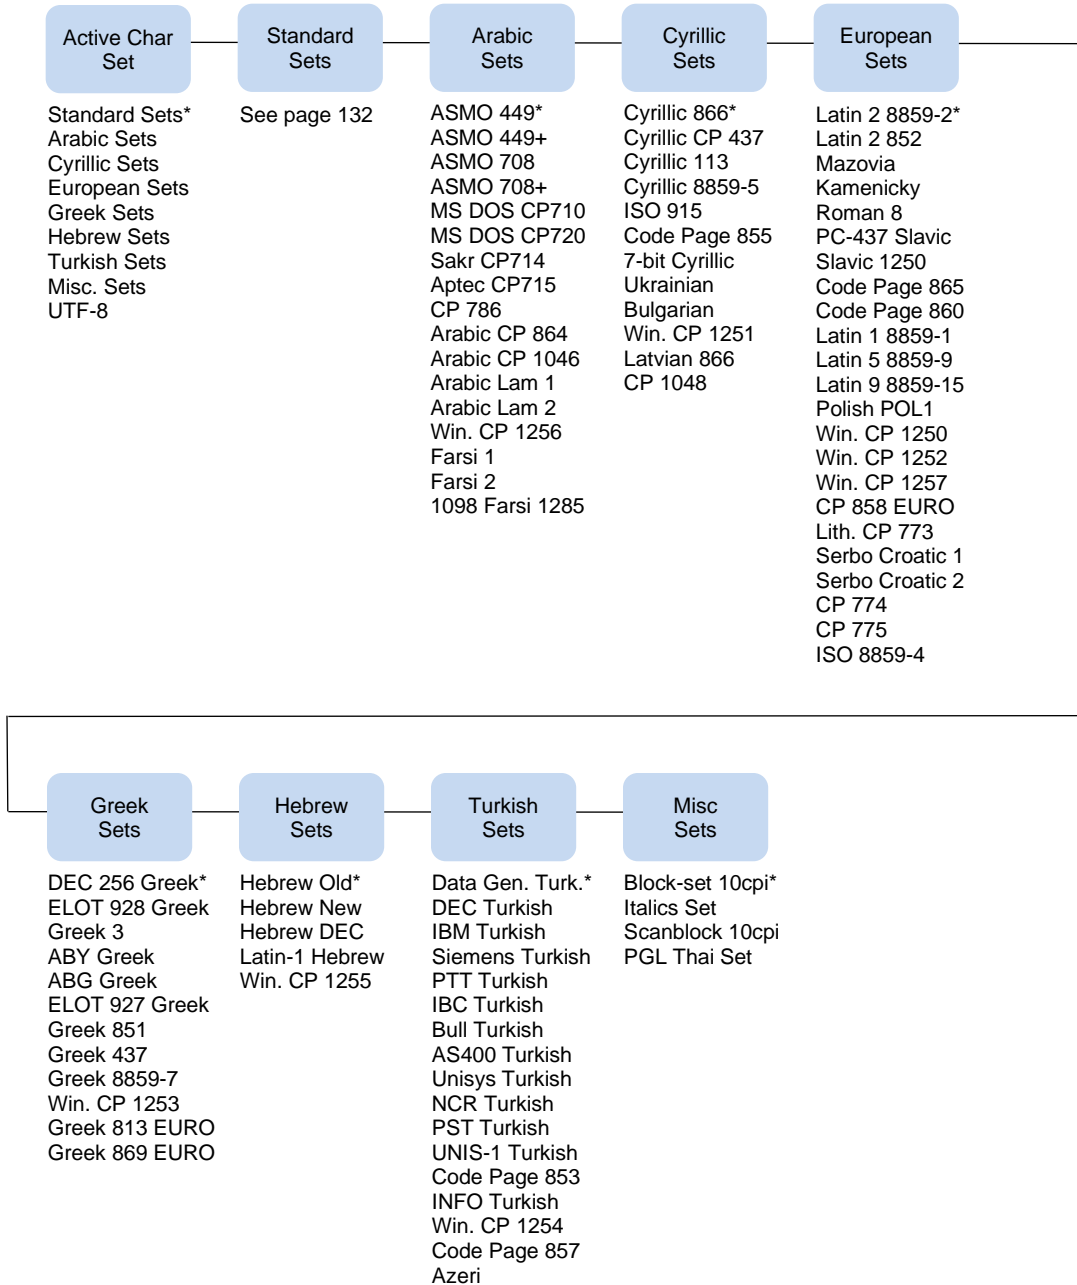 Active Char
Set
Standard Sets*
Arabic Sets
Cyrillic Sets
European Sets
Greek Sets
Hebrew Sets
Turkish Sets
Misc. Sets
UTF-8
Standard
Sets
See page 132
Arabic
Sets
ASMO 449*
ASMO 449+
ASMO 708
ASMO 708+
MS DOS CP710
MS DOS CP720
Sakr CP714
Aptec CP715
CP 786
Arabic CP 864
Arabic CP 1046
Arabic Lam 1
Arabic Lam 2
Win. CP 1256
Farsi 1
Farsi 2
1098 Farsi 1285
Cyrillic
Sets
Cyrillic 866*
Cyrillic CP 437
Cyrillic 113
Cyrillic 8859-5
ISO 915
Code Page 855
7-bit Cyrillic
Ukrainian
Bulgarian
Win. CP 1251
Latvian 866
CP 1048
European
Sets
Latin 2 8859-2*
Latin 2 852
Mazovia
Kamenicky
Roman 8
PC-437 Slavic
Slavic 1250
Code Page 865
Code Page 860
Latin 1 8859-1
Latin 5 8859-9
Latin 9 8859-15
Polish POL1
Win. CP 1250
Win. CP 1252
Win. CP 1257
CP 858 EURO
Lith. CP 773
Serbo Croatic 1
Serbo Croatic 2
CP 774
CP 775
ISO 8859-4
Greek
Sets
DEC 256 Greek*
ELOT 928 Greek
Greek 3
ABY Greek
ABG Greek
ELOT 927 Greek
Greek 851
Greek 437
Greek 8859-7
Win. CP 1253
Greek 813 EURO
Greek 869 EURO
Hebrew
Sets
Hebrew Old*
Hebrew New
Hebrew DEC
Latin-1 Hebrew
Win. CP 1255
Turkish
Sets
Data Gen. Turk.*
DEC Turkish
IBM Turkish
Siemens Turkish
PTT Turkish
IBC Turkish
Bull Turkish
AS400 Turkish
Unisys Turkish
NCR Turkish
PST Turkish
UNIS-1 Turkish
Code Page 853
INFO Turkish
Win. CP 1254
Code Page 857
Azeri
Misc
Sets
Block-set 10cpi*
Italics Set
Scanblock 10cpi
PGL Thai Set